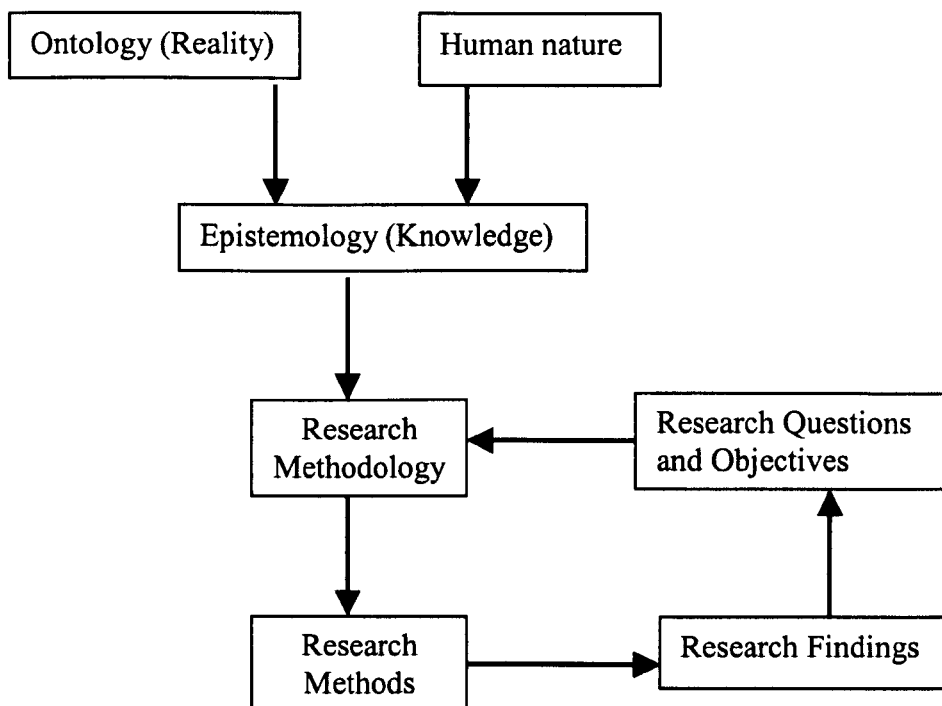 Ontology (Reality)
Human nature
Epistemology (Knowledge)
Research
Methodology
Research Questions
and Objectives
Research
Methods
Research Findings